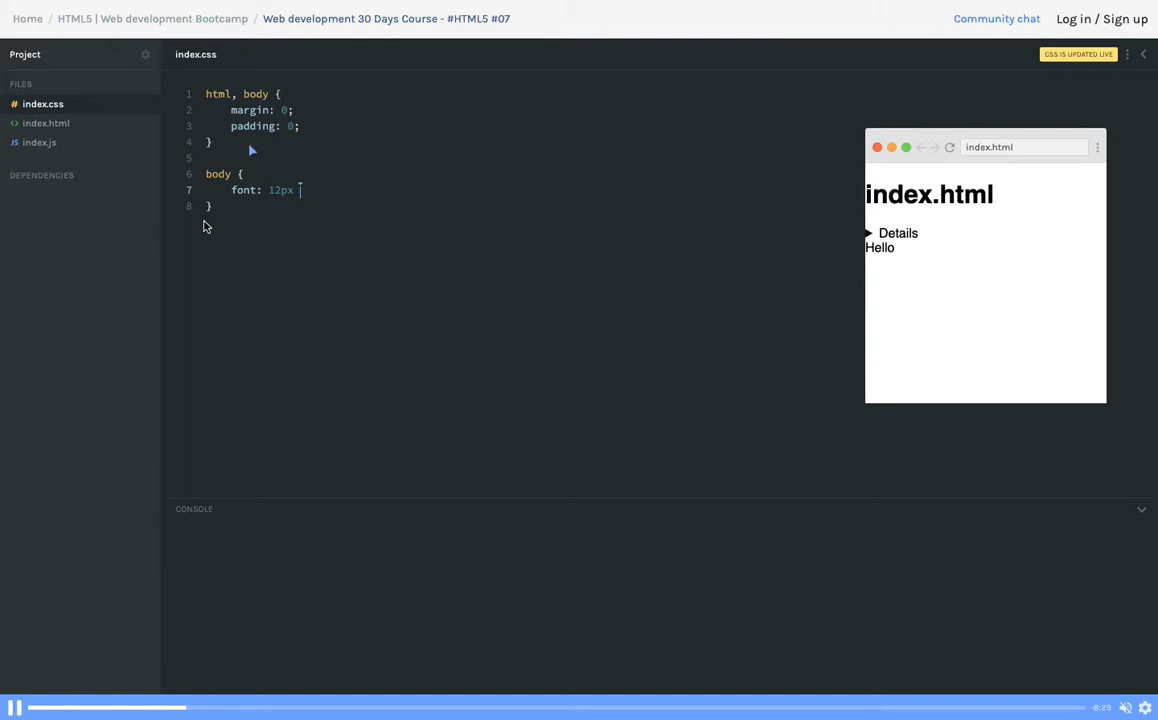 Home / HTML5 | Web development Bootcamp / Web development 30 Days Course - #HTML5 #07
Community chat
Log in / Sign up
Project
index.css
CSS IS UPDATED LIVE
FILES
# index.css
<> index.html
JS index.js
DEPENDENCIES
1 html, body {
2 margin: 0;
3 padding: 0;
4 }
5
6 body {
7 font: 12px
8 }
index.html
index.html
Details
Hello
CONSOLE
-8:29